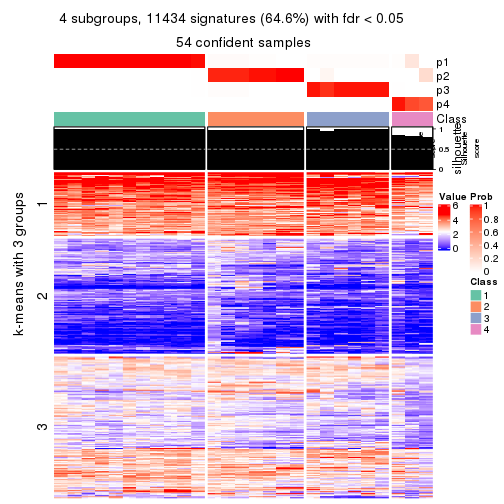 4 subgroups, 11434 signatures (64.6%) with fdr < 0.05
54 confident samples
p1
p2
p3
p4
Class
1
0.5
0
silhouette
Silhouette
score
k-means with 3 groups
1
2
3
Value
6
4
2
0
Prob
1
0.8
0.6
0.4
0.2
0
Class
1
2
3
4